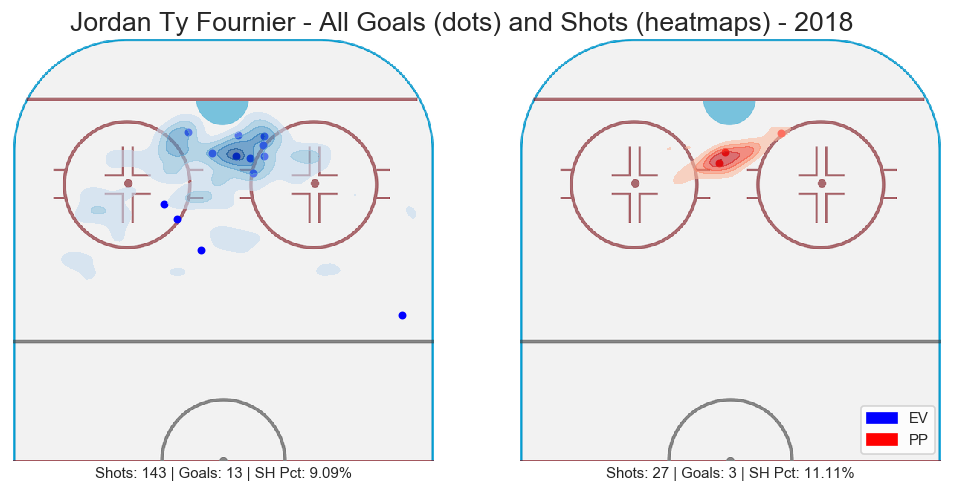 Jordan Ty Fournier - All Goals (dots) and Shots (heatmaps) - 2018
EV
PP
Shots: 143 | Goals: 13 | SH Pct: 9.09%
Shots: 27 | Goals: 3 | SH Pct: 11.11%